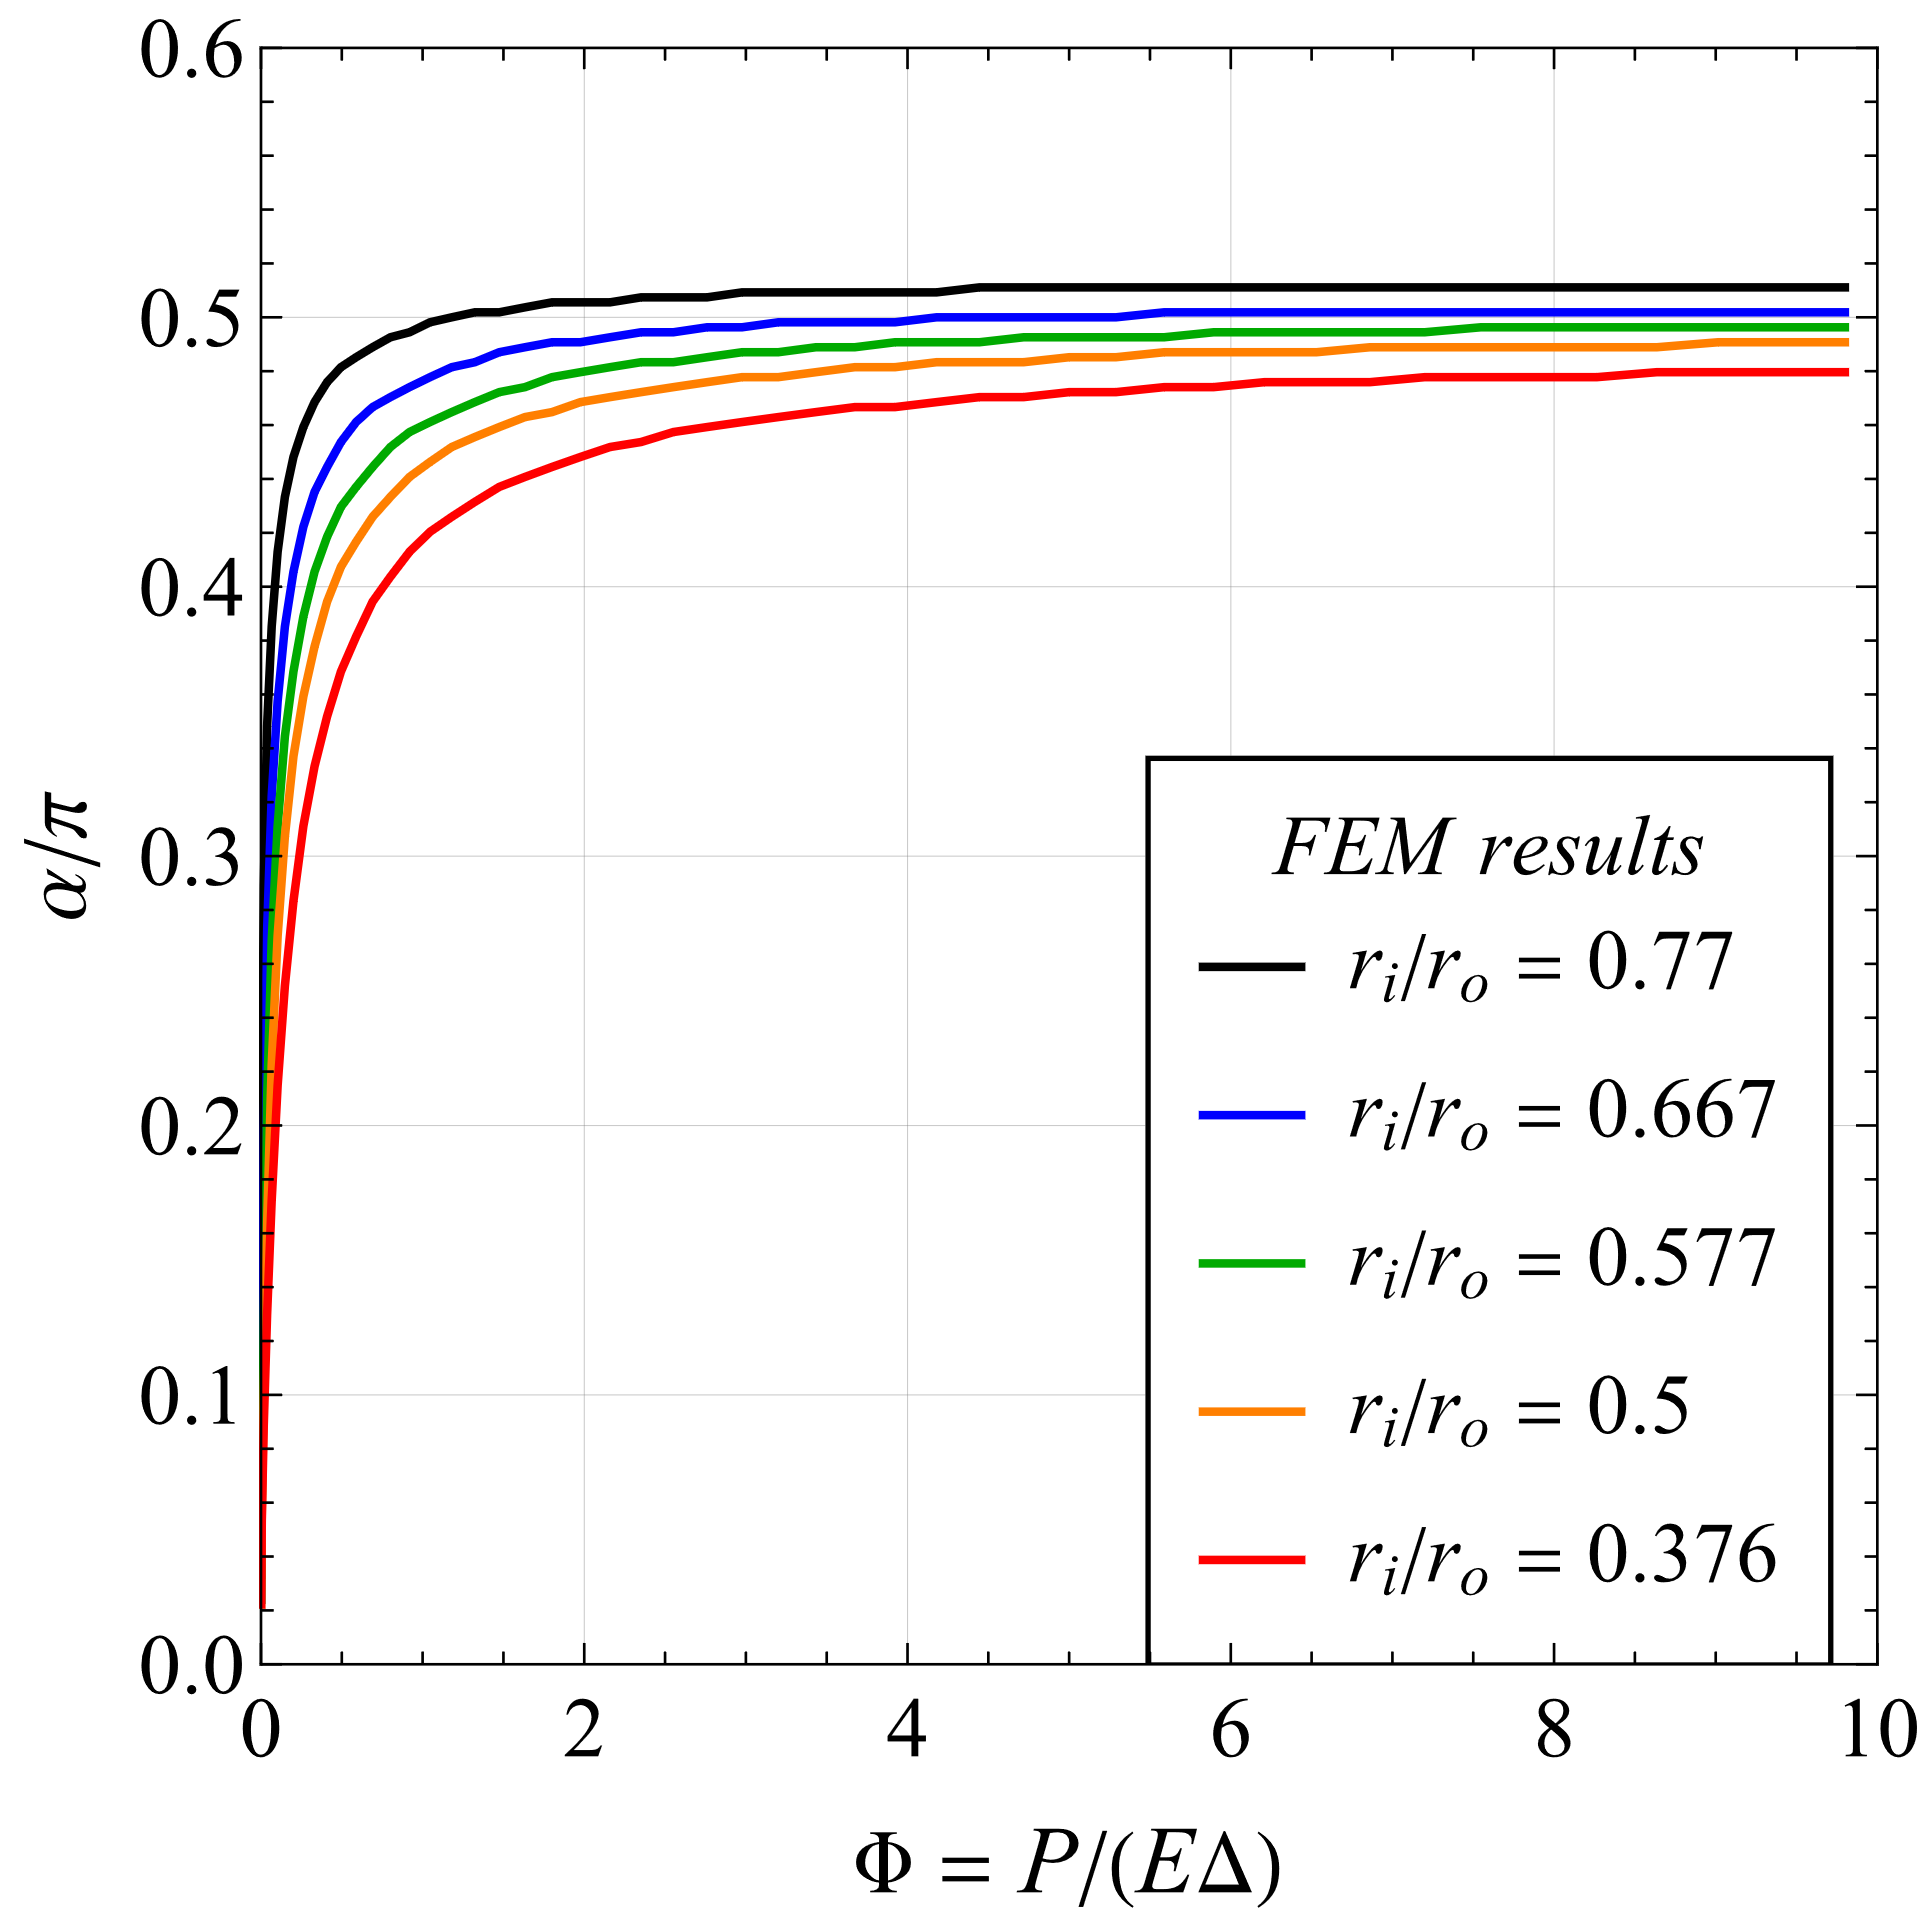 0.6
0.5
0.4
0.3
0.2
0.1
0.0
α/π
FEM results
r_i/r_o = 0.77
r_i/r_o = 0.667
r_i/r_o = 0.577
r_i/r_o = 0.5
r_i/r_o = 0.376
0 2 4 6 8 10
Φ = P/(EΔ)